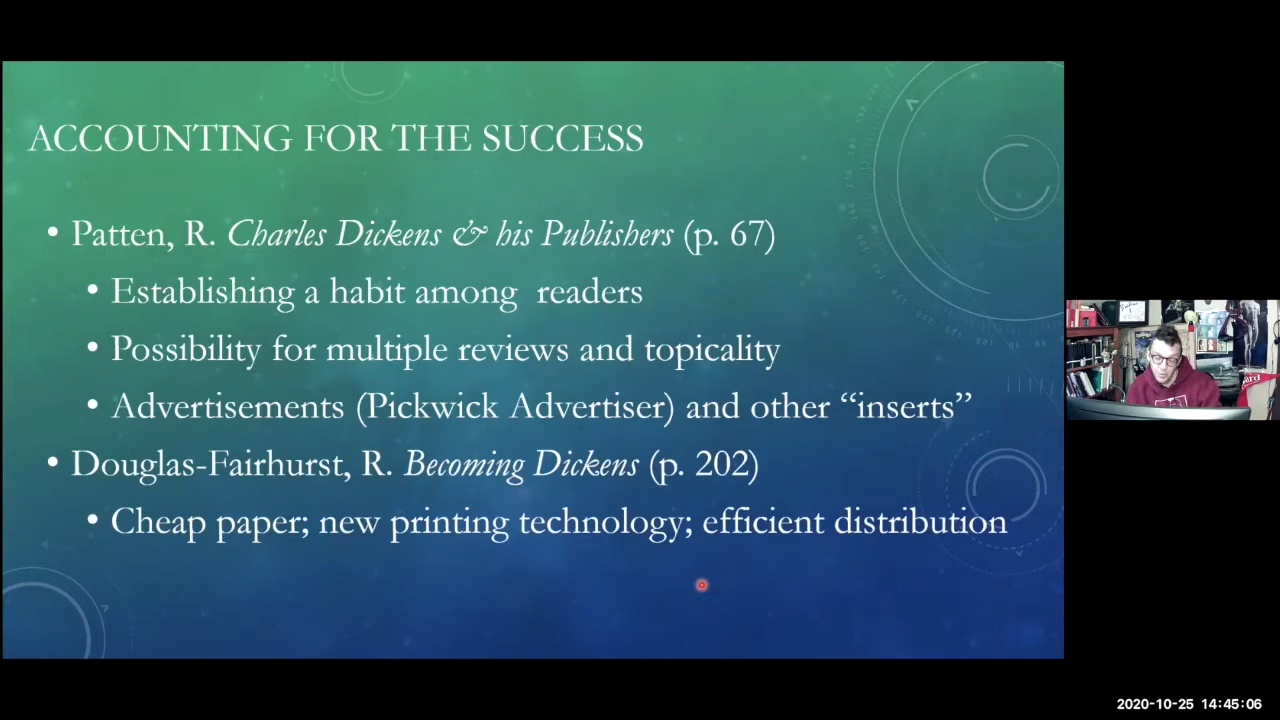 ACCOUNTING FOR THE SUCCESS
• Patten, R. Charles Dickens & his Publishers (p. 67)
• Establishing a habit among  readers
• Possibility for multiple reviews and topicality
• Advertisements (Pickwick Advertiser) and other “inserts”
• Douglas-Fairhurst, R. Becoming Dickens (p. 202)
• Cheap paper; new printing technology; efficient distribution
2020-10-25 14:45:06